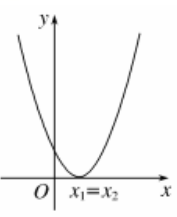 y
O x₁=x₂ x